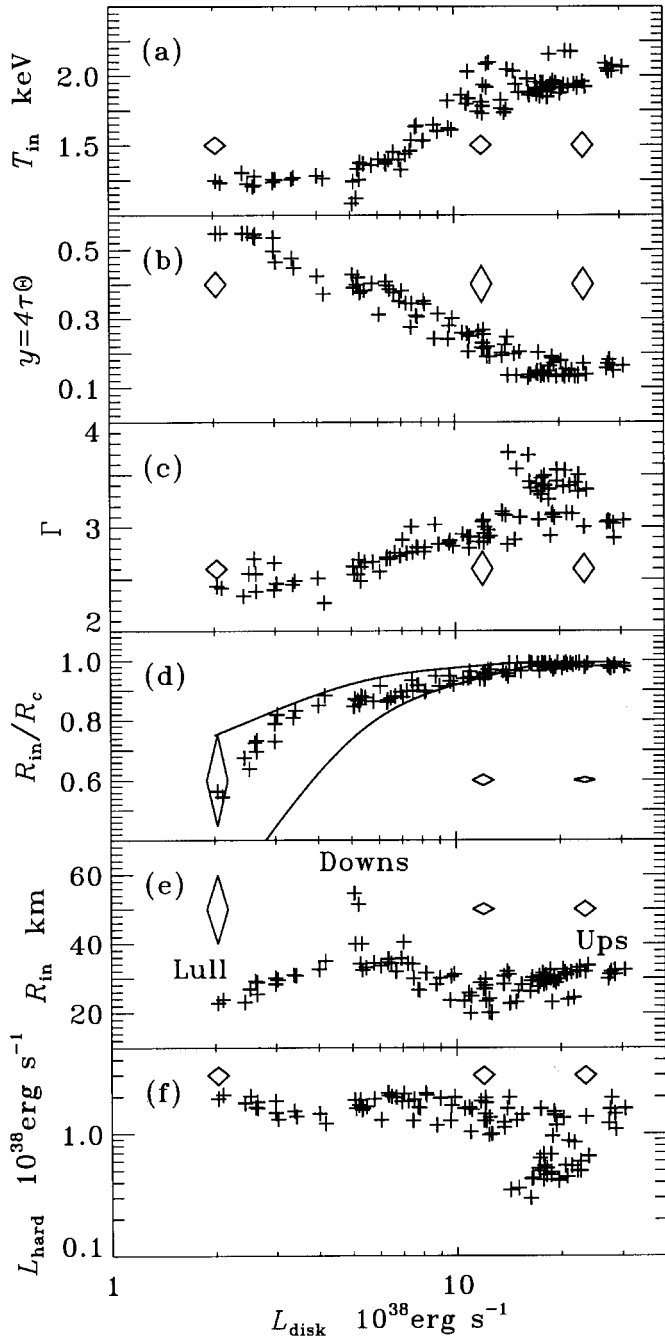 (a)
T_in keV
2.0
1.5
(b)
y=4τΘ
0.5
0.3
0.1
(c)
Γ
4
3
2
(d)
R_in/R_c
1.0
0.8
0.6
(e)
R_in km
60
40
20
Downs
Lull
Ups
(f)
L_hard 10^38 erg s^−1
1.0
0.1
1
10
L_disk 10^38 erg s^−1